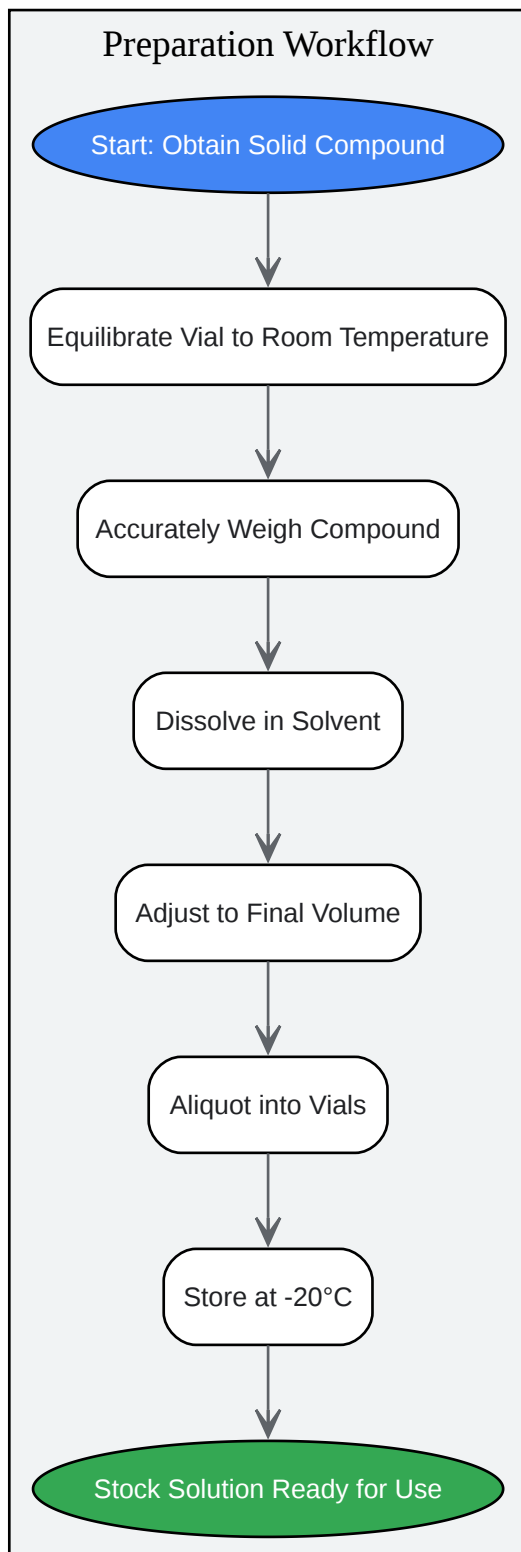 Preparation Workflow
Start: Obtain Solid Compound
Equilibrate Vial to Room Temperature
Accurately Weigh Compound
Dissolve in Solvent
Adjust to Final Volume
Aliquot into Vials
Store at -20°C
Stock Solution Ready for Use